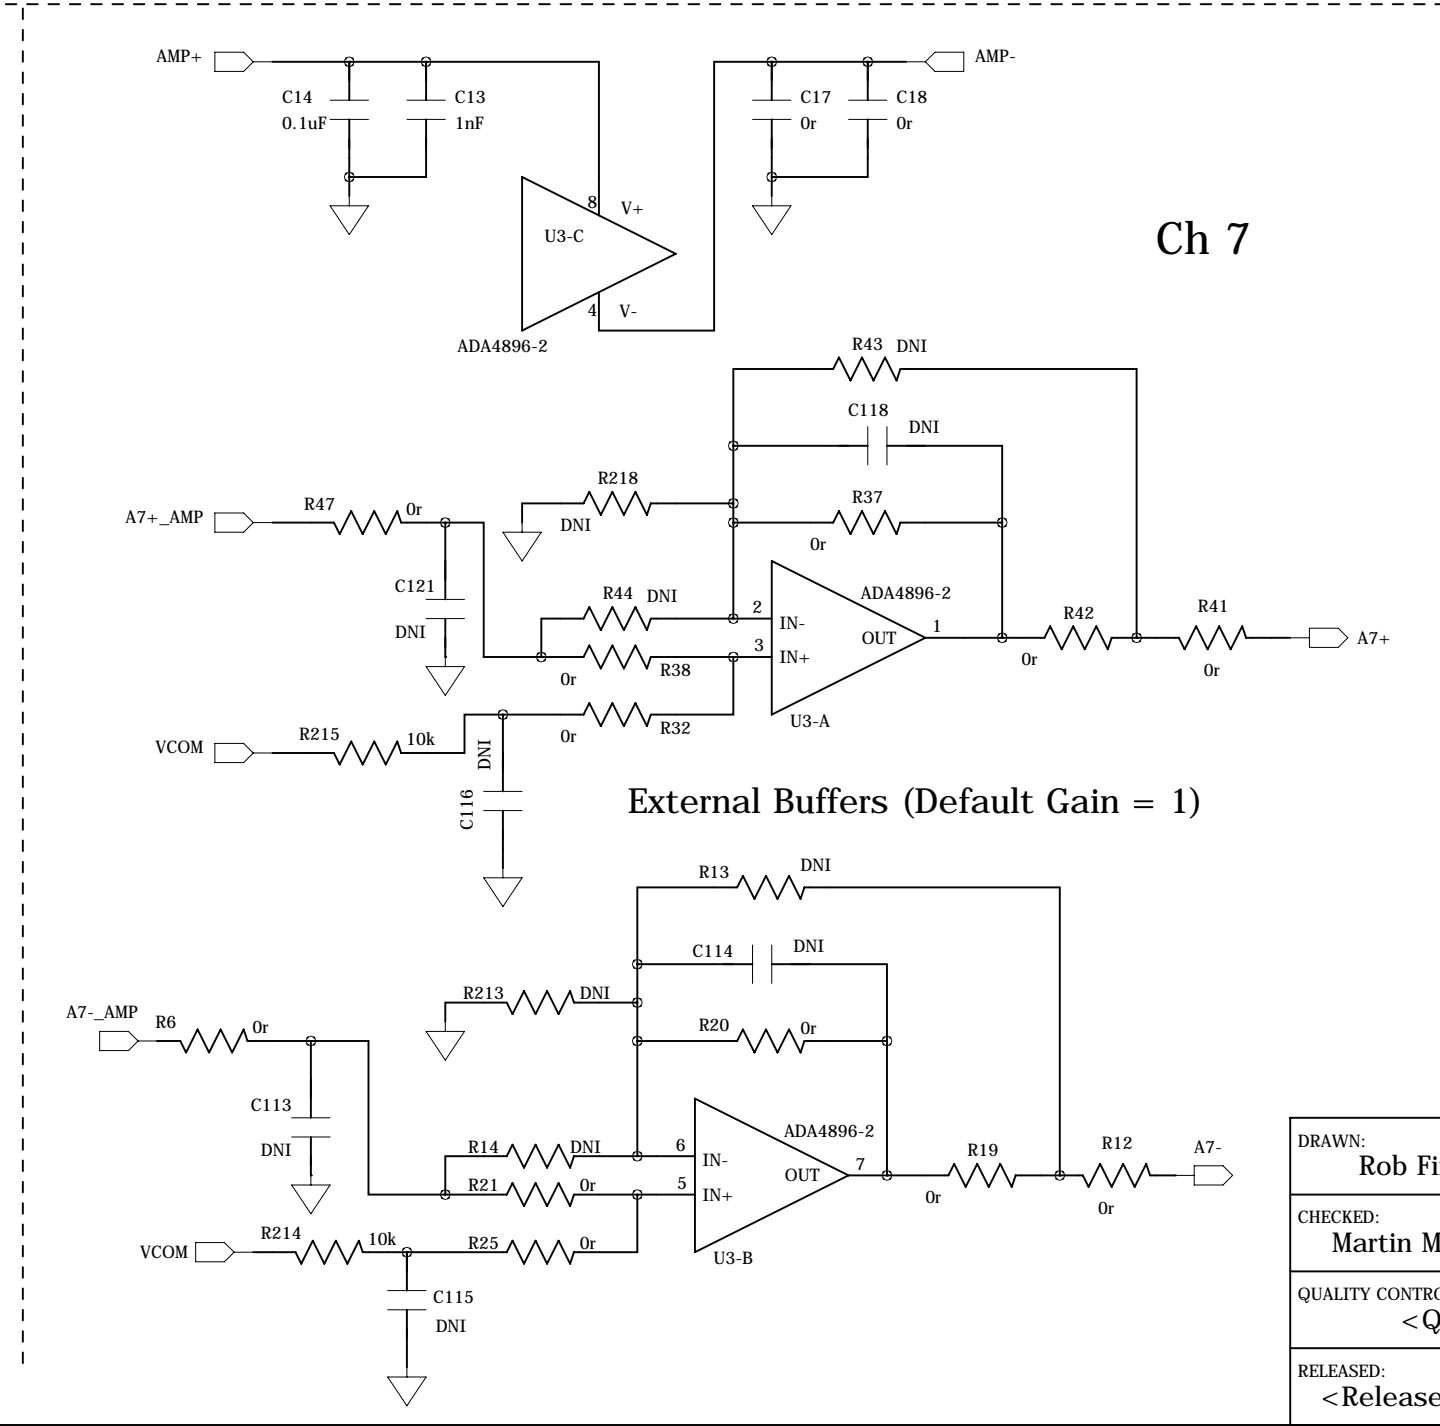 AMP+
AMP-
C14
0.1uF
C13
1nF
C17
0r
C18
0r
8
V+
U3-C
Ch 7
4
V-
ADA4896-2
R43
DNI
C118
DNI
R218
DNI
R37
0r
A7+_AMP
R47
0r
C121
DNI
R44
DNI
2
IN-
ADA4896-2
OUT
1
3
IN+
0r
R38
U3-A
R42
0r
R41
0r
A7+
VCOM
R215
10k
0r
R32
DNI
C116
External Buffers (Default Gain = 1)
R13
DNI
C114
DNI
R213
DNI
R20
0r
A7-_AMP
R6
0r
C113
DNI
R14
DNI
6
IN-
ADA4896-2
OUT
7
R21
0r
5
IN+
U3-B
R19
0r
R12
0r
A7-
VCOM
R214
10k
R25
0r
C115
DNI
DRAWN:
Rob
CHECKED:
Martin M
QUALITY
<Q
RELEASED:
<Release